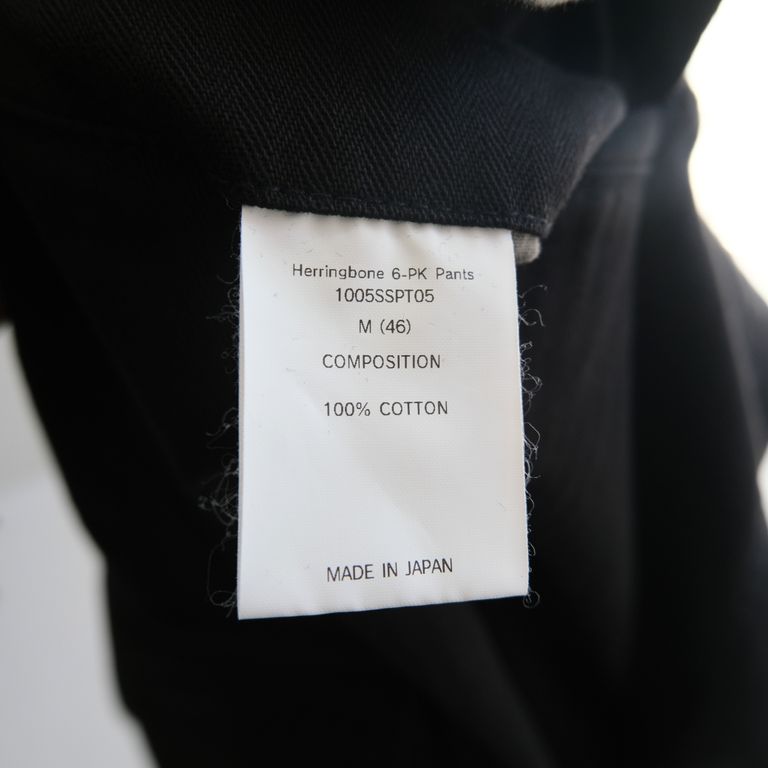 Herringbone 6-PK Pants
1005SSPT05
M (46)
COMPOSITION
100% COTTON
MADE IN JAPAN